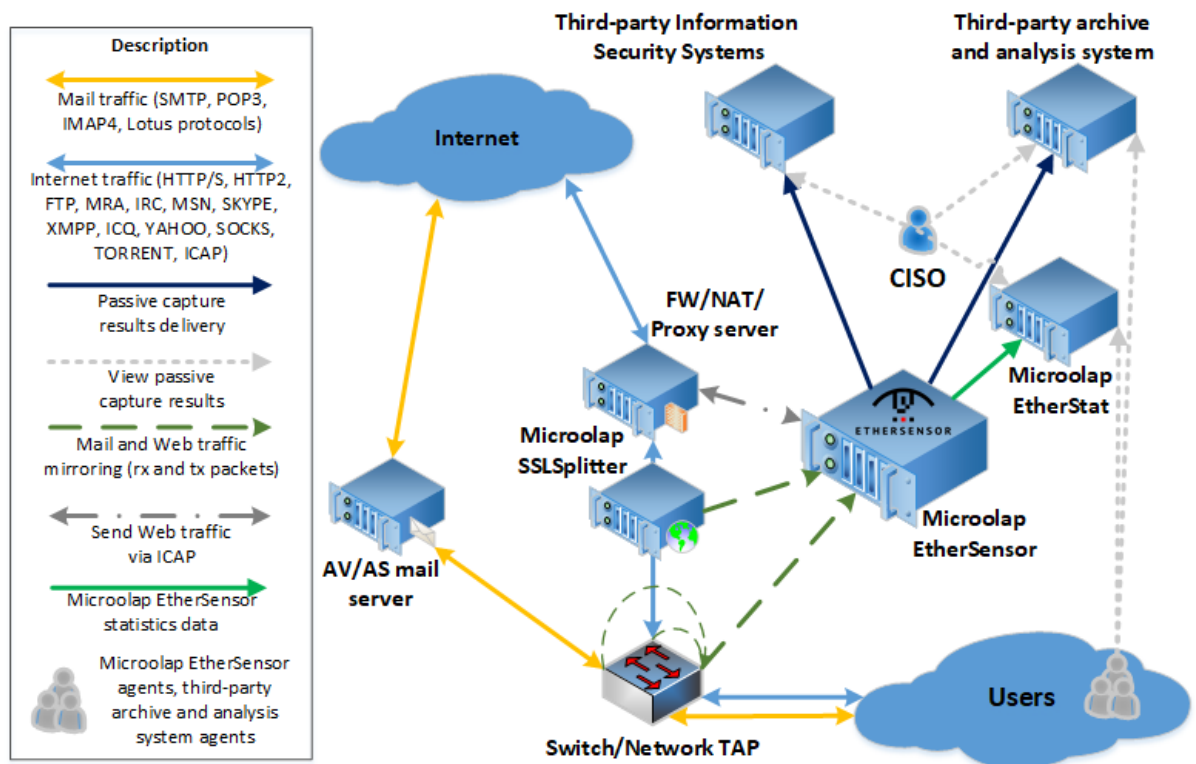 Description
Mail traffic (SMTP, POP3,
IMAP4, Lotus protocols)
Internet traffic (HTTP/S, HTTP2,
FTP, MRA, IRC, MSN, SKYPE,
XMPP, ICQ, YAHOO, SOCKS,
TORRENT, ICAP)
Passive capture
results delivery
View passive
capture results
Mail and Web traffic
mirroring (rx and tx packets)
Send Web traffic
via ICAP
Microolap EtherSensor
statistics data
Microolap EtherSensor
agents, third-party
archive and analysis
system agents
Third-party Information
Security Systems
Third-party archive
and analysis system
Internet
CISO
FW/NAT/
Proxy server
Microolap
EtherStat
ETHERSENSOR
Microolap
SSLSplitter
Microolap
EtherSensor
AV/AS mail
server
Users
Switch/Network TAP